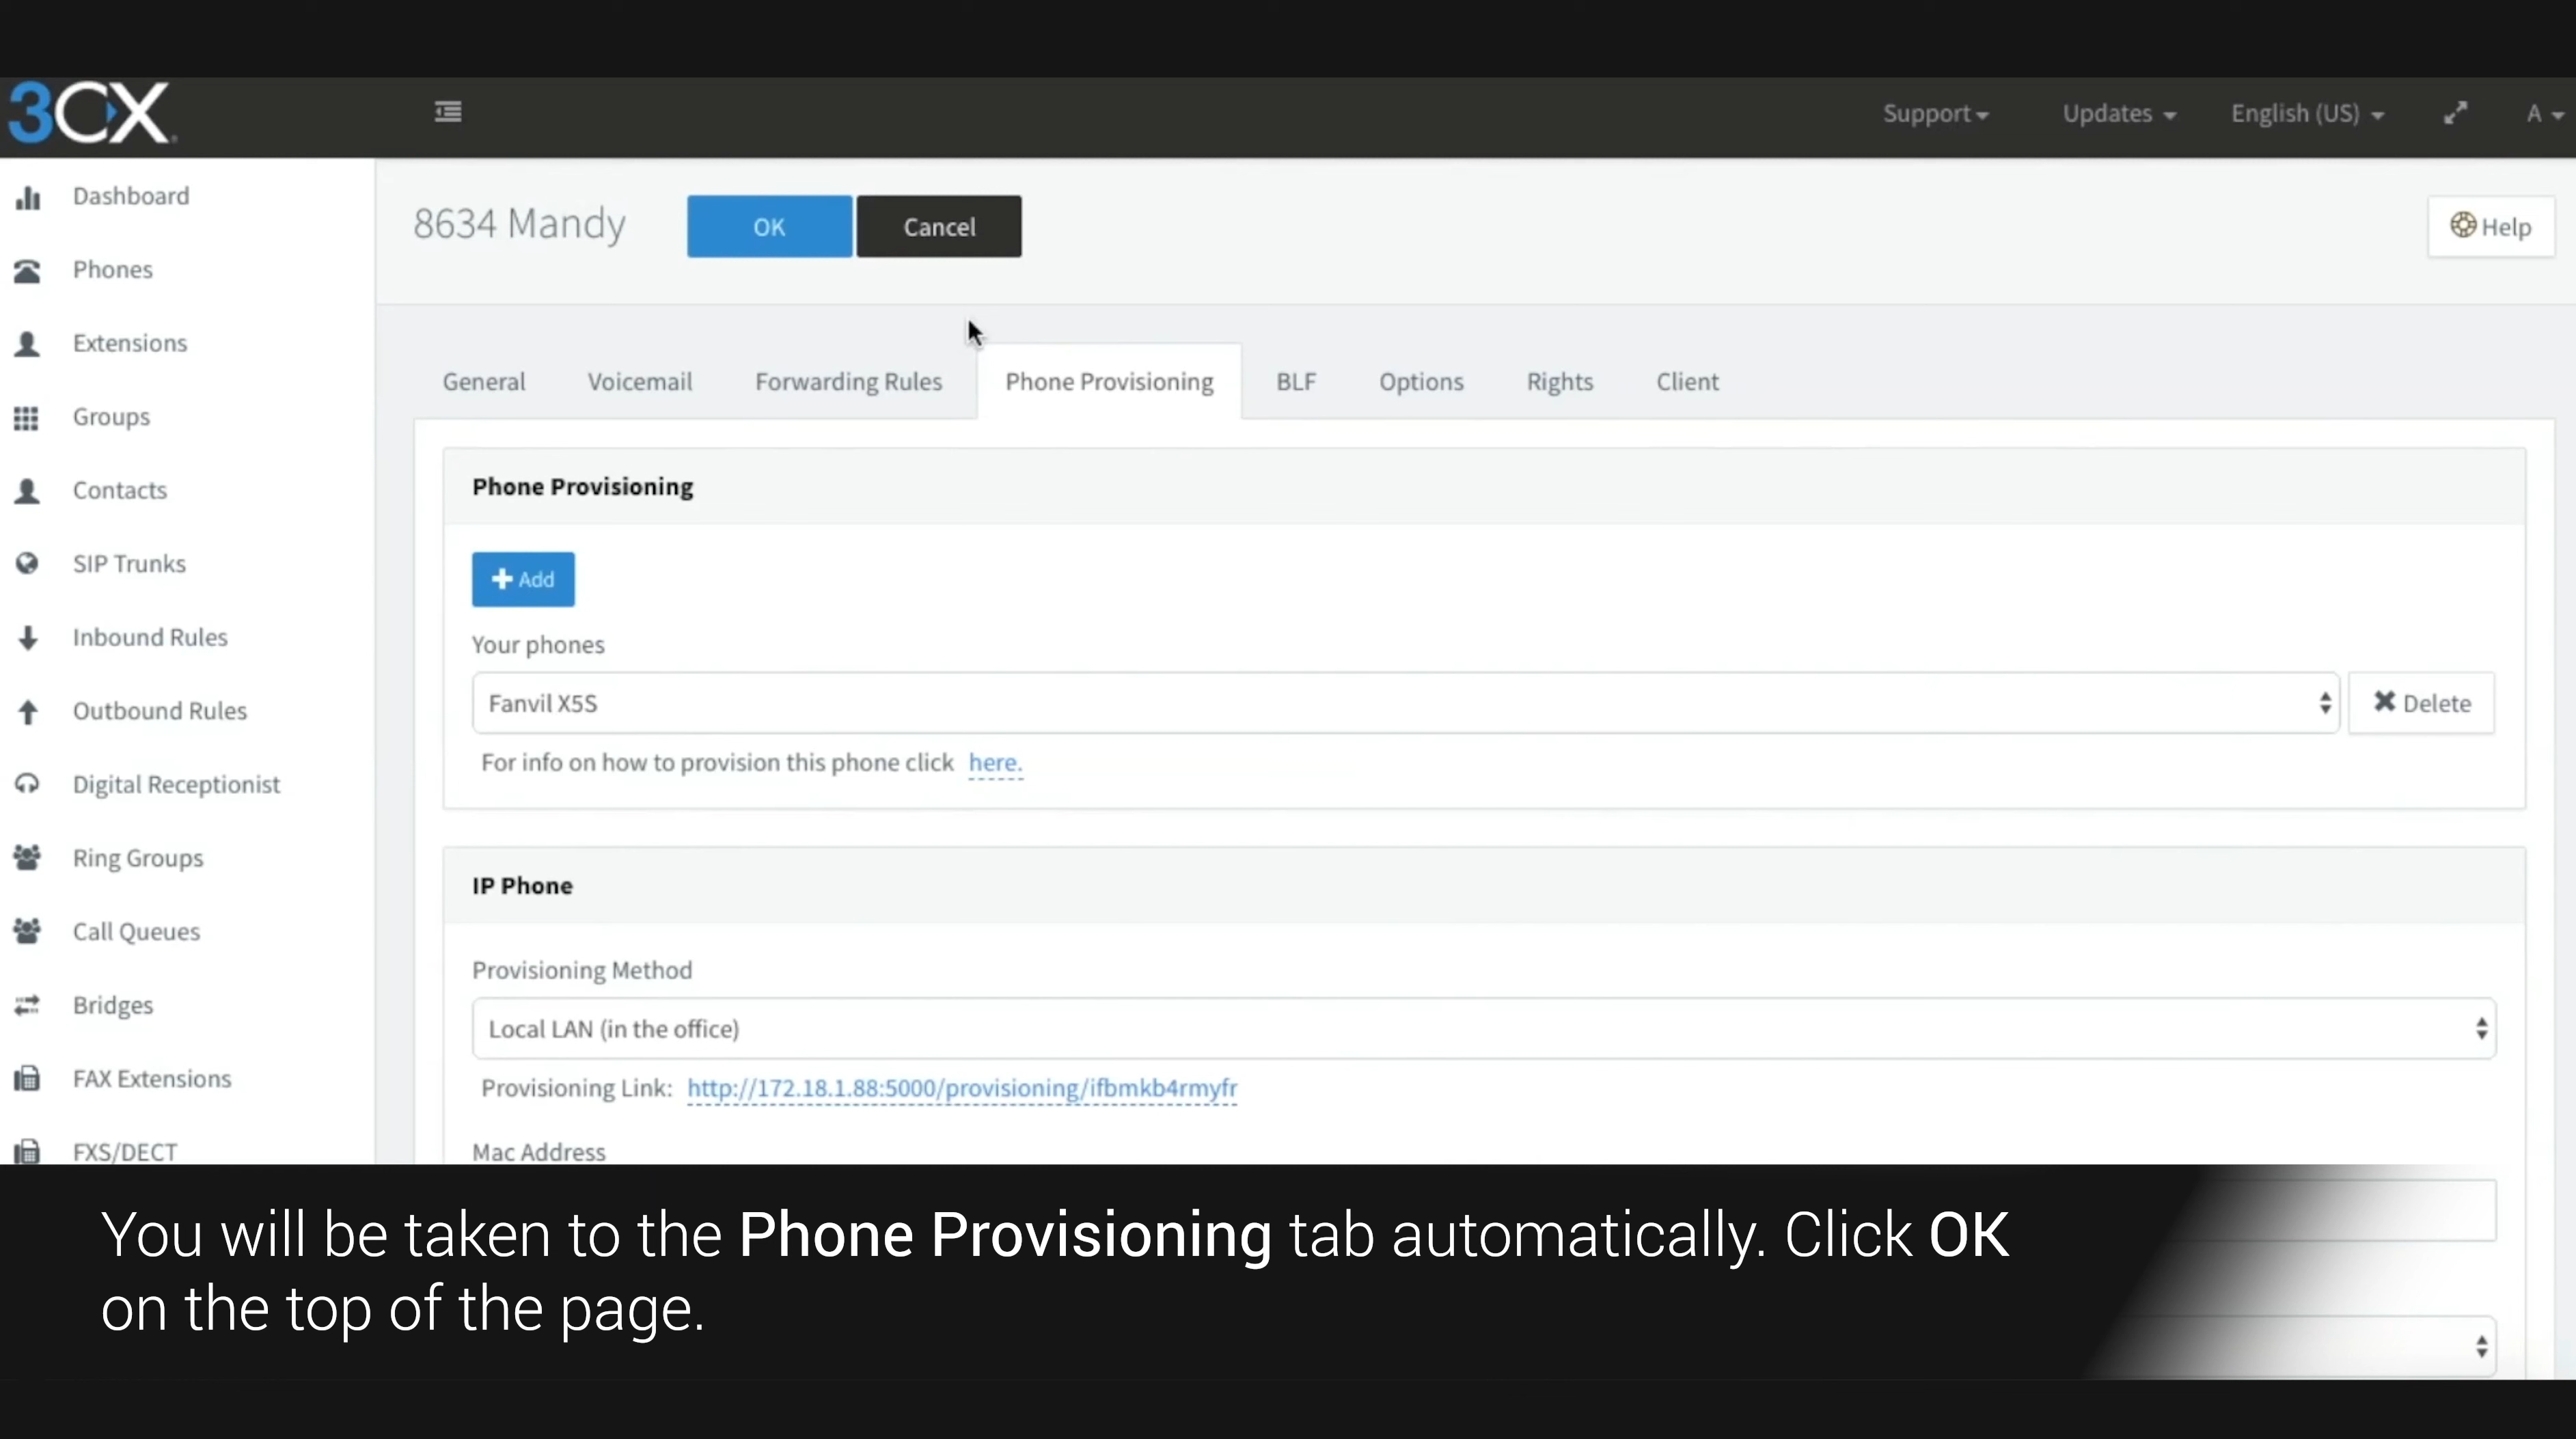 3CX
Support
Updates
English (US)
A
Dashboard
Phones
Extensions
Groups
Contacts
SIP Trunks
Inbound Rules
Outbound Rules
Digital Receptionist
Ring Groups
Call Queues
Bridges
FAX Extensions
FXS/DECT
8634 Mandy
OK
Cancel
Help
General
Voicemail
Forwarding Rules
Phone Provisioning
BLF
Options
Rights
Client
Phone Provisioning
Add
Your phones
Fanvil X5S
Delete
For info on how to provision this phone click here.
IP Phone
Provisioning Method
Local LAN (in the office)
Provisioning Link: http://172.18.1.88:5000/provisioning/ifbmkb4rmyfr
Mac Address
You will be taken to the Phone Provisioning tab automatically. Click OK
on the top of the page.